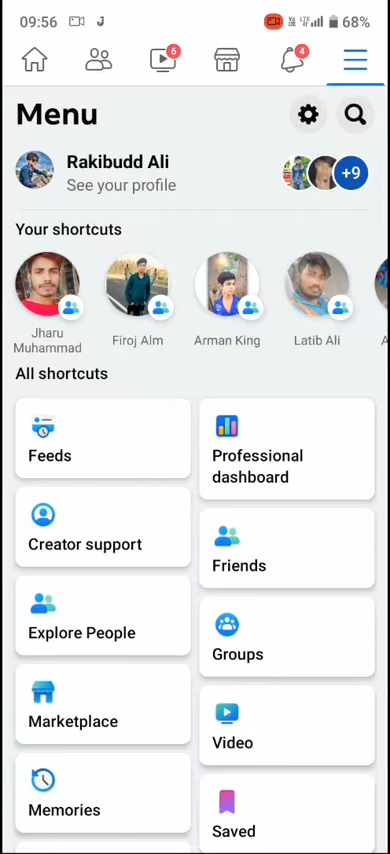 09:56 68%
6 4
Menu
Rakibudd Ali
See your profile
+9
Your shortcuts
Jharu
Muhammad
Firoj Alm
Arman King
Latib Ali
A
All shortcuts
Feeds
Professional
dashboard
Creator support
Friends
Explore People
Groups
Marketplace
Video
Memories
Saved